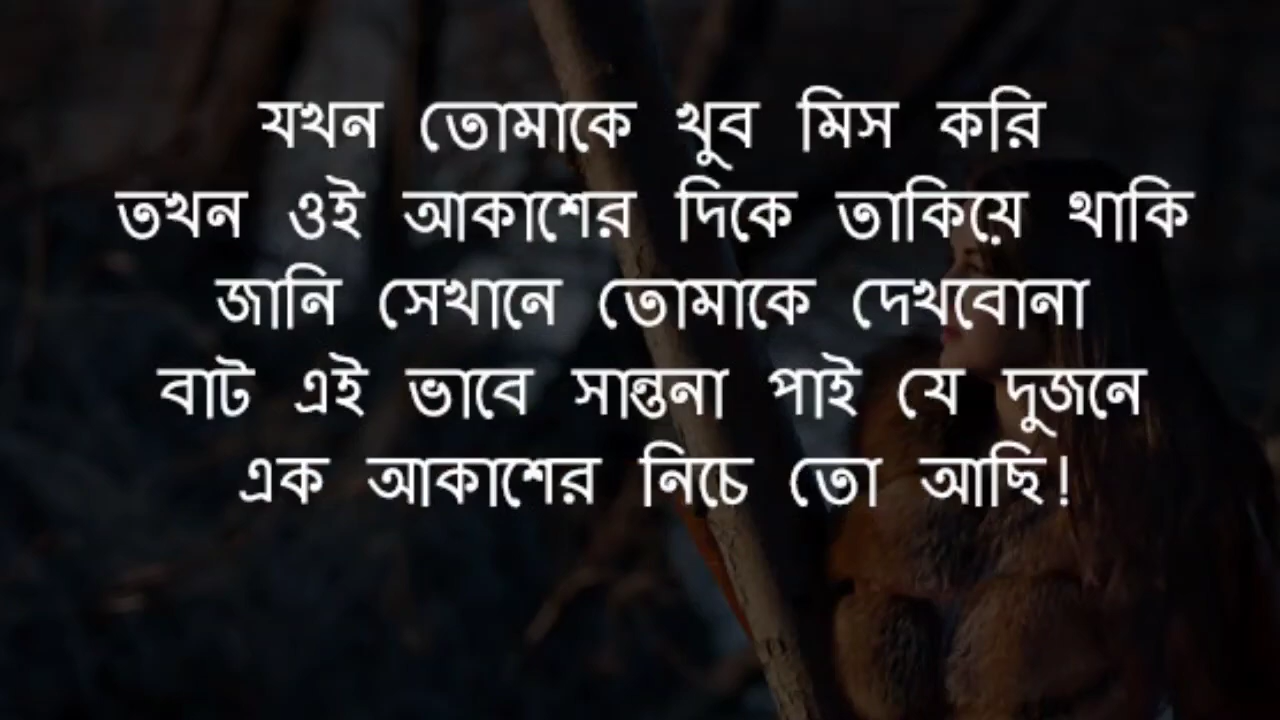 যখন তোমাকে খুব মিস করি
তখন ওই আকাশের দিকে তাকিয়ে থাকি
জানি সেখানে তোমাকে দেখবোনা
বাট এই ভাবে সান্তনা পাই যে দুজনে
এক আকাশের নিচে তো আছি!